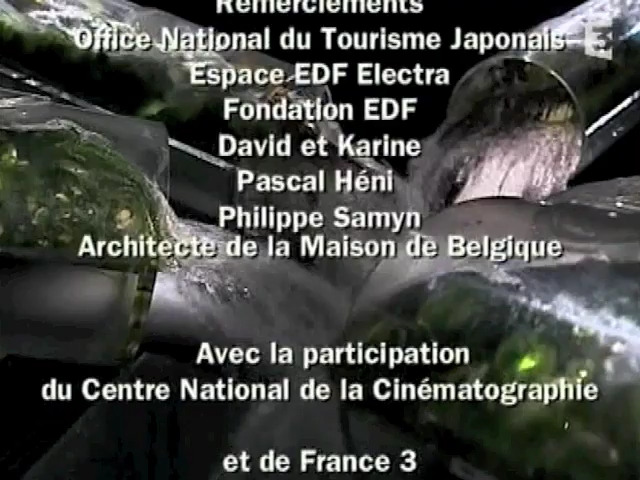 Remerciements
Office National du Tourisme Japonais
Espace EDF Electra
Fondation EDF
David et Karine
Pascal Héni
Philippe Samyn
Architecte de la Maison de Belgique
Avec la participation
du Centre National de la Cinématographie
et de France 3